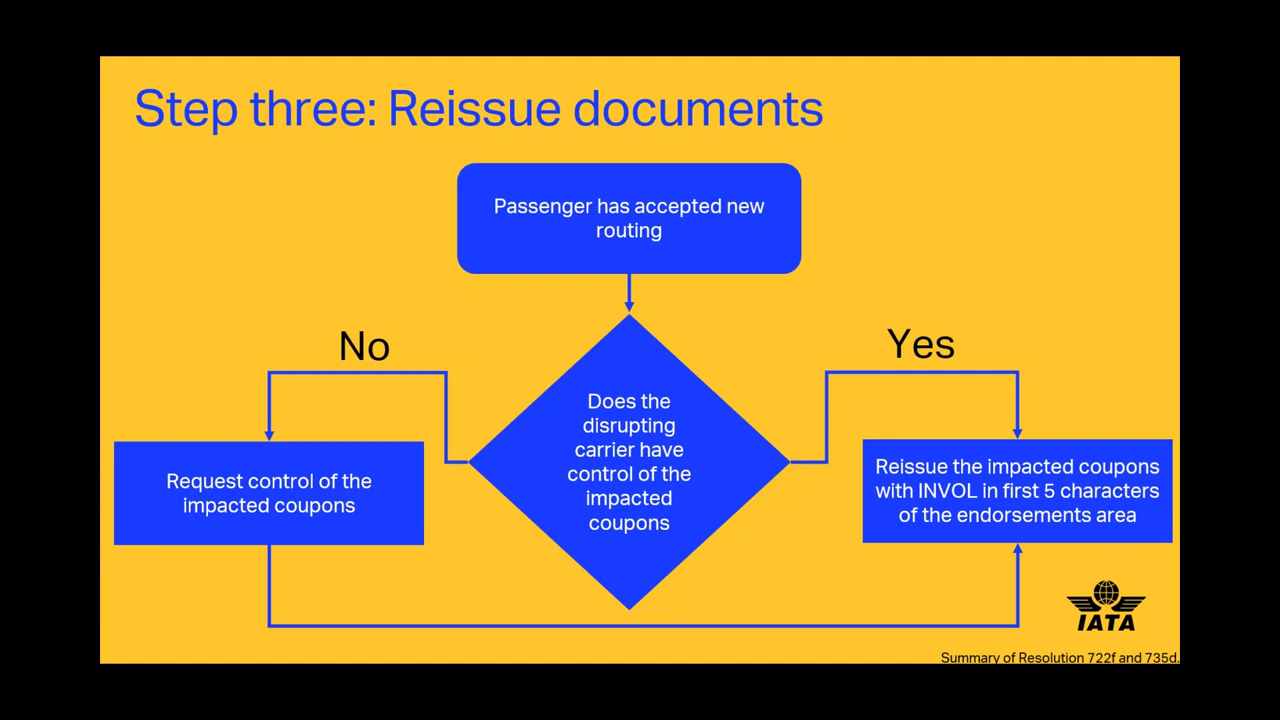 Step three: Reissue documents
Passenger has accepted new
routing
No
Yes
Does the
disrupting
carrier have
control of the
impacted
coupons
Request control of the
impacted coupons
Reissue the impacted coupons
with INVOL in first 5 characters
of the endorsements area
IATA
Summary of Resolution 722f and 735d.